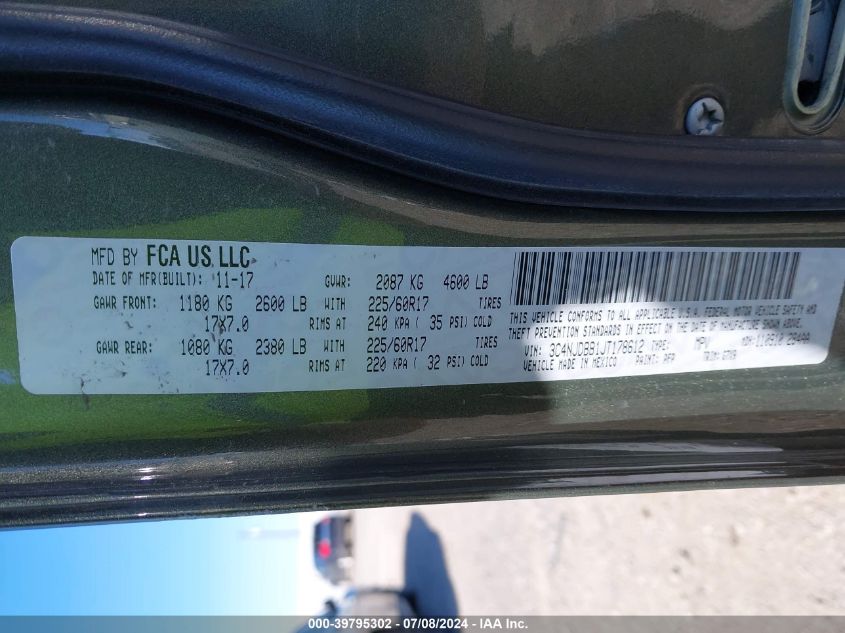 MFD BY FCA US LLC
DATE OF MFR(BUILT): 11-17 GVWR: 2087 KG 4600 LB
GAWR FRONT: 1180 KG 2600 LB WITH 225/60R17 TIRES
17X7.0 RIMS AT 240 KPA ( 35 PSI) COLD
GAWR REAR: 1080 KG 2380 LB WITH 225/60R17 TIRES
17X7.0 RIMS AT 220 KPA ( 32 PSI) COLD
THIS VEHICLE CONFORMS TO ALL APPLICABLE U.S.A. FEDERAL MOTOR VEHICLE SAFETY AND
THEFT PREVENTION STANDARDS IN EFFECT ON THE DATE OF MANUFACTURE SHOWN ABOVE.
VIN: 3C4NJDBB1JT178612 TYPE: MPV MDH:
VEHICLE MADE IN MEXICO PAINT: PFP TRIM:
000-39795302 - 07/08/2024 - IAA Inc.